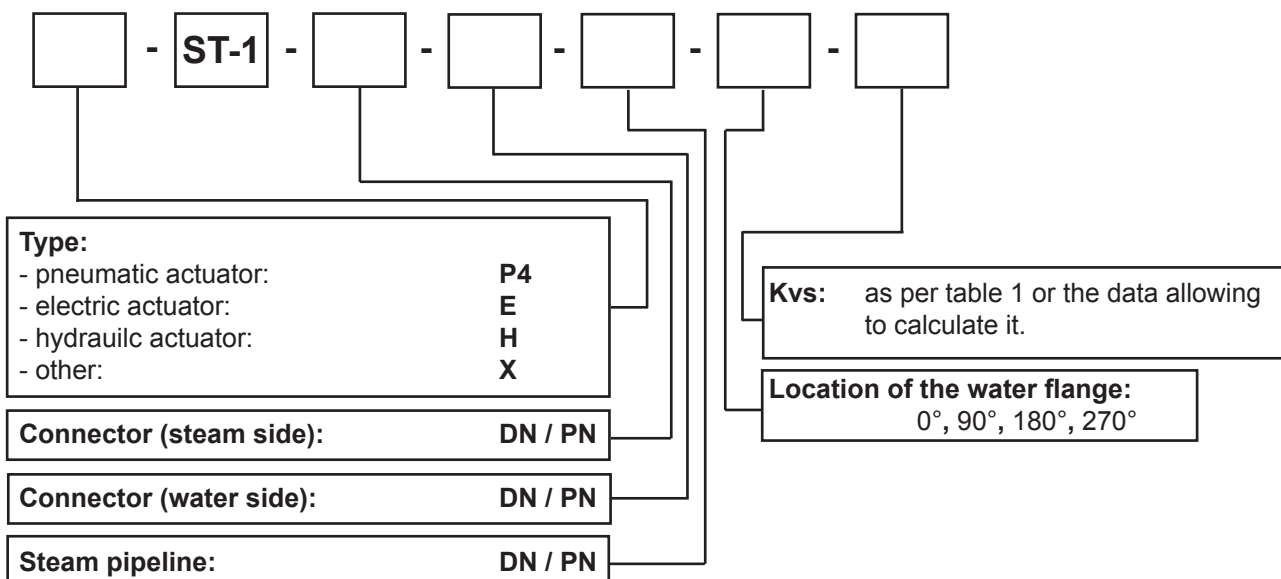 - ST-1 - - - -
Type:
- pneumatic actuator: P4
- electric actuator: E
- hydrauilc actuator: H
- other: X
Connector (steam side): DN / PN
Connector (water side): DN / PN
Steam pipeline: DN / PN
Kvs: as per table 1 or the data allowing
to calculate it.
Location of the water flange:
0°, 90°, 180°, 270°